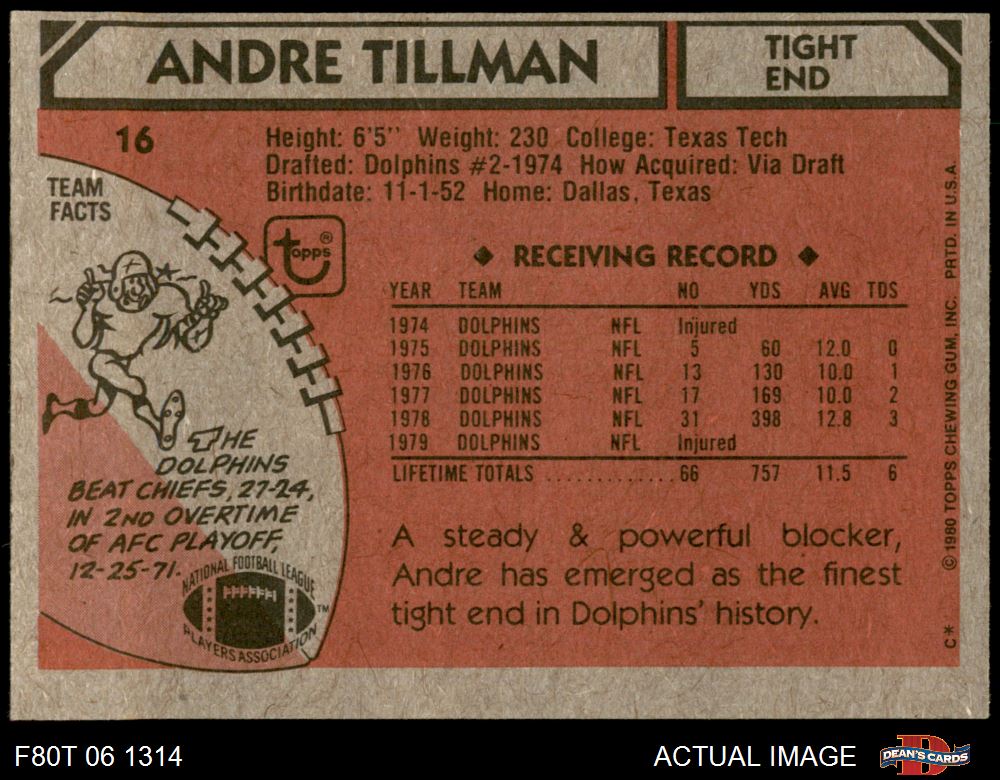 ANDRE TILLMAN
TIGHT
END
16
Height: 6'5" Weight: 230 College: Texas Tech
Drafted: Dolphins #2-1974 How Acquired: Via Draft
Birthdate: 11-1-52 Home: Dallas, Texas
TEAM
FACTS
topps®
◆ RECEIVING RECORD ◆
YEAR TEAM NO YDS AVG TDS
1974 DOLPHINS NFL Injured
1975 DOLPHINS NFL 5 60 12.0 0
1976 DOLPHINS NFL 13 130 10.0 1
1977 DOLPHINS NFL 17 169 10.0 2
1978 DOLPHINS NFL 31 398 12.8 3
1979 DOLPHINS NFL Injured
LIFETIME TOTALS ............ 66 757 11.5 6
THE
DOLPHINS
BEAT CHIEFS, 27-24,
IN 2ND OVERTIME
OF AFC PLAYOFF,
12-25-71.
NATIONAL FOOTBALL LEAGUE
PLAYERS ASSOCIATION
TM
A steady & powerful blocker,
Andre has emerged as the finest
tight end in Dolphins' history.
C* © 1980 TOPPS CHEWING GUM, INC. PRTD. IN U.S.A.
F80T 06 1314
ACTUAL IMAGE
DEAN'S CARDS